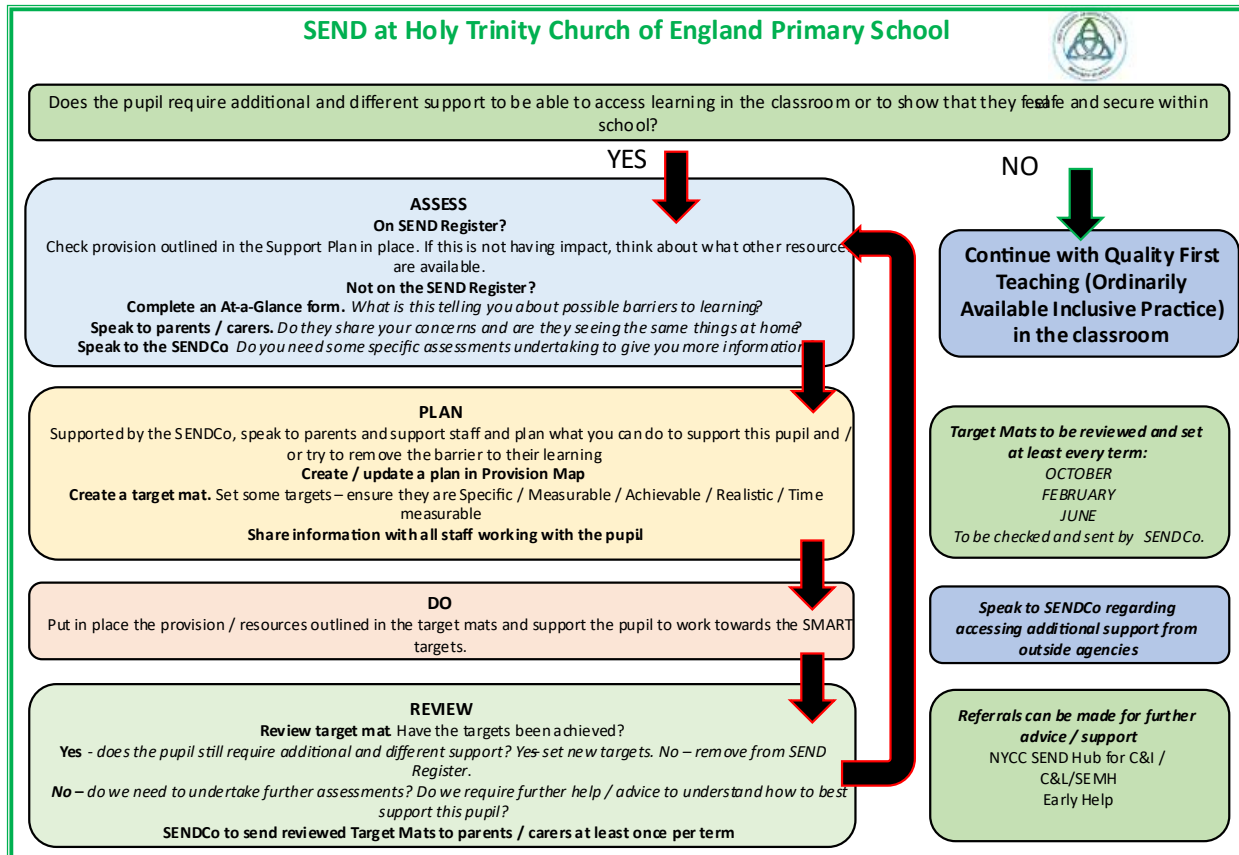 SEND at Holy Trinity Church of England Primary School
Does the pupil require additional and different support to be able to access learning in the classroom or to show that they feel safe and secure within
school?
YES
NO
ASSESS
On SEND Register?
Check provision outlined in the Support Plan in place. If this is not having impact, think about what other resource
are available.
Not on the SEND Register?
Complete an At-a-Glance form. What is this telling you about possible barriers to learning?
Speak to parents / carers. Do they share your concerns and are they seeing the same things at home?
Speak to the SENDCo. Do you need some specific assessments undertaking to give you more information
Continue with Quality First
Teaching (Ordinarily
Available Inclusive Practice)
in the classroom
PLAN
Supported by the SENDCo, speak to parents and support staff and plan what you can do to support this pupil and /
or try to remove the barrier to their learning
Create / update a plan in Provision Map
Create a target mat. Set some targets – ensure they are Specific / Measurable / Achievable / Realistic / Time
measurable
Share information with all staff working with the pupil
Target Mats to be reviewed and set
at least every term:
OCTOBER
FEBRUARY
JUNE
To be checked and sent by SENDCo.
DO
Put in place the provision / resources outlined in the target mats and support the pupil to work towards the SMART
targets.
Speak to SENDCo regarding
accessing additional support from
outside agencies
REVIEW
Review target mat. Have the targets been achieved?
Yes - does the pupil still require additional and different support? Yes- set new targets. No – remove from SEND
Register.
No – do we need to undertake further assessments? Do we require further help / advice to understand how to best
support this pupil?
SENDCo to send reviewed Target Mats to parents / carers at least once per term
Referrals can be made for further
advice / support
NYCC SEND Hub for C&I /
C&L/SEMH
Early Help